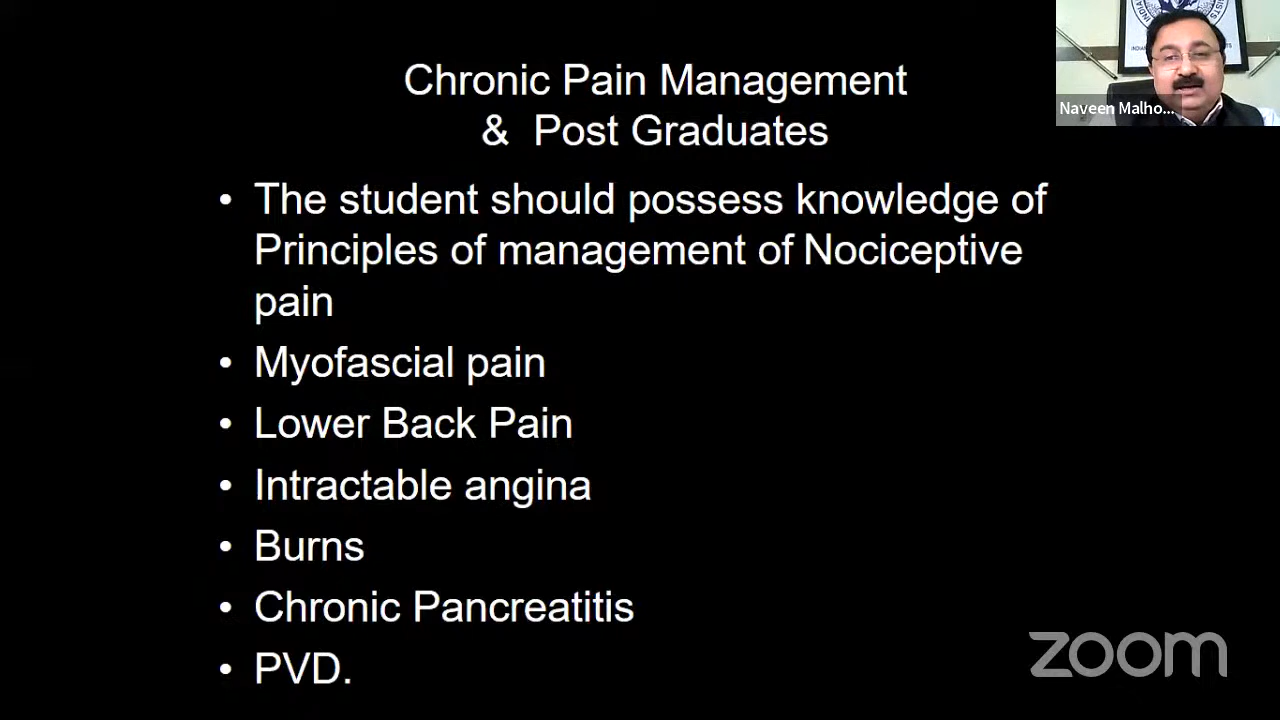 Chronic Pain Management
& Post Graduates
• The student should possess knowledge of
Principles of management of Nociceptive
pain
• Myofascial pain
• Lower Back Pain
• Intractable angina
• Burns
• Chronic Pancreatitis
• PVD.
Naveen Malho...
zoom